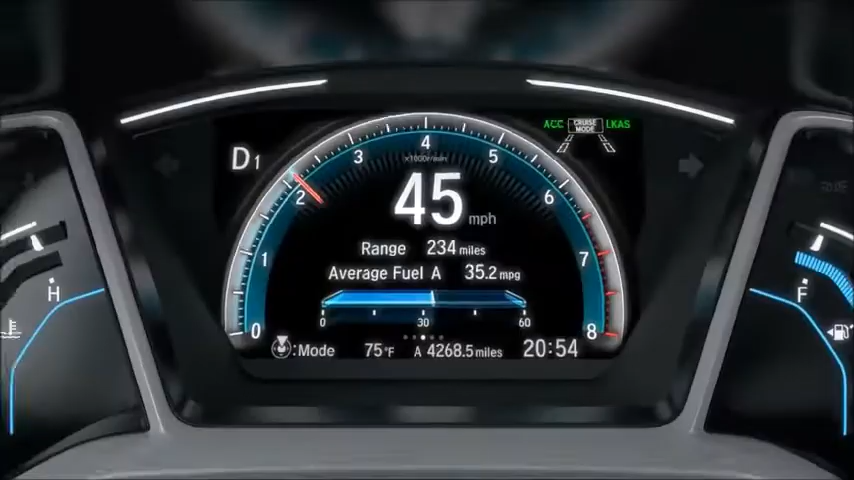 ACC CRUISE MODE LKAS
D1
0 1 2 3 4 5 6 7 8
x1000r/min
45 mph
Range 234 miles
Average Fuel A 35.2 mpg
0 30 60
:Mode 75°F A 4268.5 miles 20:54
H
F